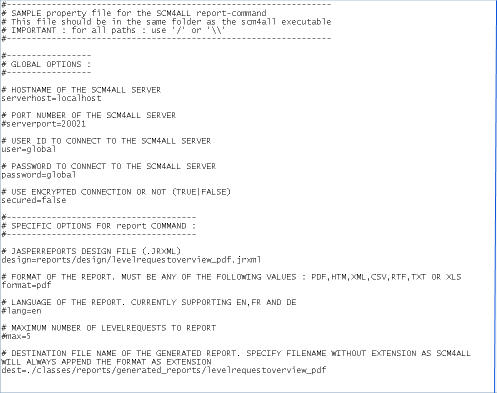 #-----------------------------------------------------------------
# SAMPLE property file for the SCM4ALL report-command
# This file should be in the same folder as the scm4all executable
# IMPORTANT : for all paths : use '/' or '\\'
#-----------------------------------------------------------------
#-----------------
# GLOBAL OPTIONS :
#-----------------
# HOSTNAME OF THE SCM4ALL SERVER
serverhost=localhost
# PORT NUMBER OF THE SCM4ALL SERVER
#serverport=20021
# USER ID TO CONNECT TO THE SCM4ALL SERVER
user=global
# PASSWORD TO CONNECT TO THE SCM4ALL SERVER
password=global
# USE ENCRYPTED CONNECTION OR NOT (TRUE|FALSE)
secured=false
#--------------------------------------
# SPECIFIC OPTIONS FOR report COMMAND :
#--------------------------------------
# JASPERREPORTS DESIGN FILE (.JRXML)
design=reports/design/levelrequestoverview_pdf.jrxml
# FORMAT OF THE REPORT. MUST BE ANY OF THE FOLLOWING VALUES : PDF,HTM,XML,CSV,RTF,TXT OR XLS
format=pdf
# LANGUAGE OF THE REPORT. CURRENTLY SUPPORTING EN,FR AND DE
#lang=en
# MAXIMUM NUMBER OF LEVELREQUESTS TO REPORT
#max=5
# DESTINATION FILE NAME OF THE GENERATED REPORT. SPECIFY FILENAME WITHOUT EXTENSION AS SCM4ALL
WILL ALWAYS APPEND THE FORMAT AS EXTENSION
dest=./classes/reports/generated_reports/levelrequestoverview_pdf